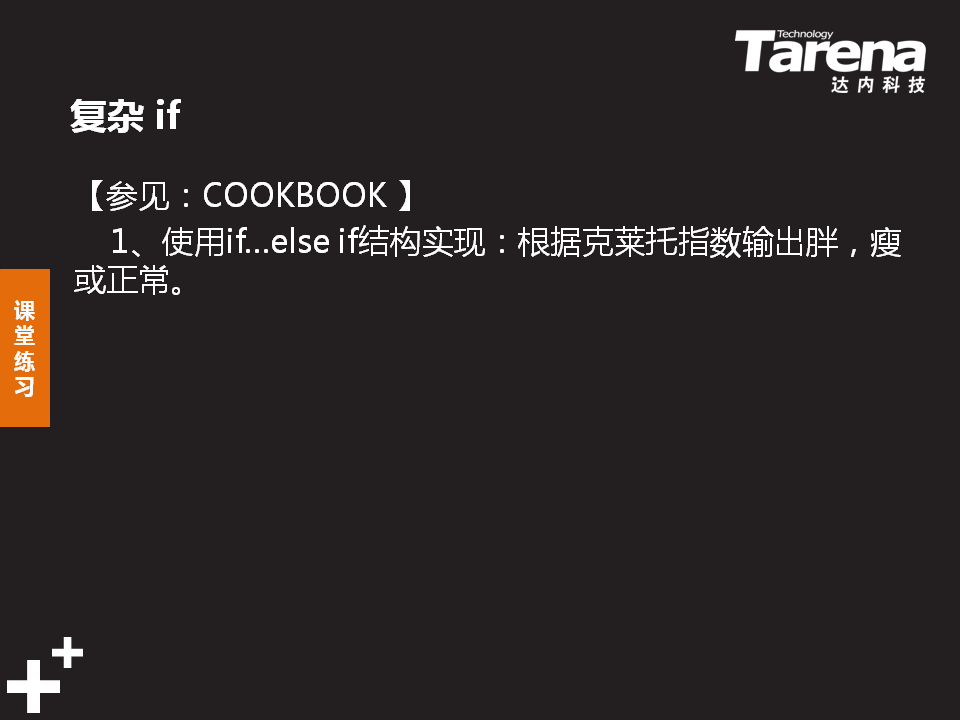 Technology
Tarena
达内科技
复杂 if
【参见：COOKBOOK 】
1、使用if...else if结构实现：根据克莱托指数输出胖，瘦
或正常。
课
堂
练
习